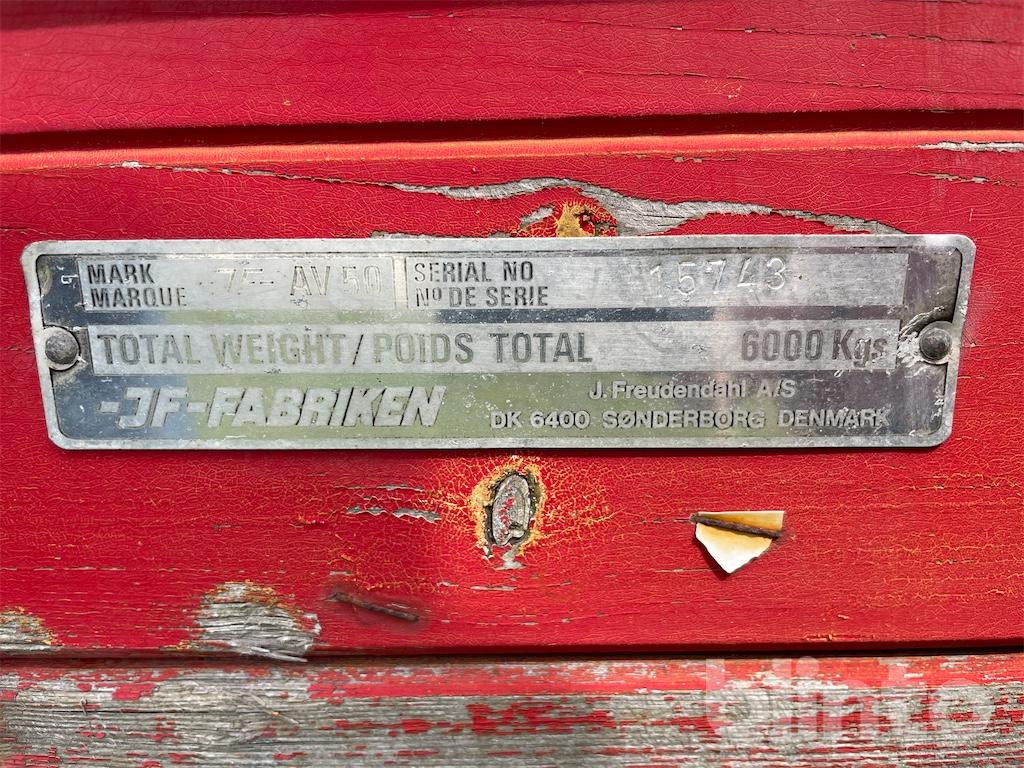 MARK AV 50 SERIAL NO 15743
MARQUE Nº DE SERIE
TOTAL WEIGHT/POIDS TOTAL 6000 Kgs
-JF-FABRIKEN J. Freudendahl A/S
DK 6400 SØNDERBORG DENMARK
blinto